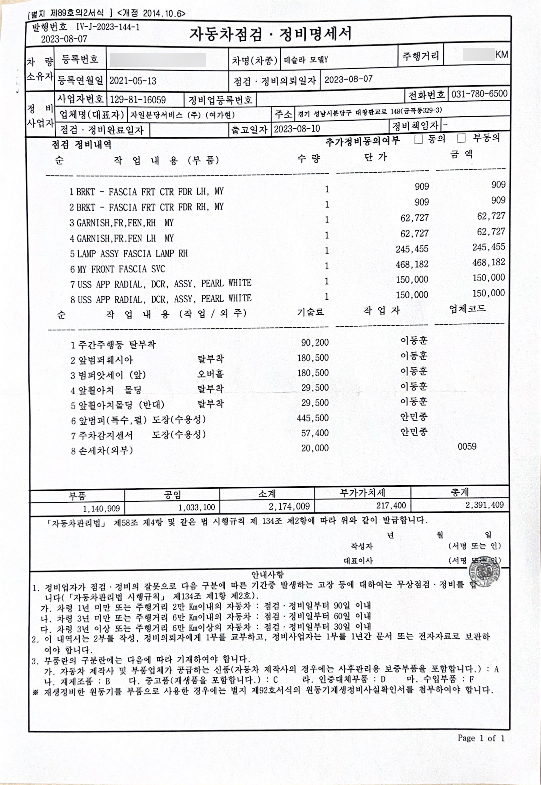 [별지 제89호의2서식] <개정 2014.10.6>
발행번호 IV-J-2023-144-1
2023-08-07
자동차점검·정비명세서
차 량 소유자 등록번호 차명(차종) 테슬라 모델Y 주행거리 KM
등록연월일 2021-05-13 점검·정비의뢰일자 2023-08-07
정 비 사업자 사업자번호 129-81-16059 정비업등록번호 전화번호 031-780-6500
업체명(대표자) 자일분당서비스 (주) (여가현) 주소 경기 성남시분당구 대왕판교로 148(금곡동329-3)
점검·정비완료일자 출고일자 2023-08-10 정비책임자 -
점검 정비내역 추가정비동의여부 □ 동의 □ 부동의
순 작 업 내 용 (부 품) 수 량 단 가 금 액
1 BRKT - FASCIA FRT CTR FDR LH, MY 1 909 909
2 BRKT - FASCIA FRT CTR FDR RH, MY 1 909 909
3 GARNISH,FR,FEN,RH MY 1 62,727 62,727
4 GARNISH,FR,FEN LH MY 1 62,727 62,727
5 LAMP ASSY FASCIA LAMP RH 1 245,455 245,455
6 MY FRONT FASCIA SVC 1 468,182 468,182
7 USS APP RADIAL, DCR, ASSY, PEARL WHITE 1 150,000 150,000
8 USS APP RADIAL, DCR, ASSY, PEARL WHITE 1 150,000 150,000
순 작 업 내 용 (작 업 / 외 주) 기술료 작 업 자 업체코드
1 주간주행등 탈부착 90,200 이동훈
2 앞범퍼훼시아 탈부착 180,500 이동훈
3 범퍼앗세이 (앞) 오버홀 180,500 이동훈
4 앞휠아치 몰딩 탈부착 29,500 이동훈
5 앞휠아치몰딩 (반대) 탈부착 29,500 이동훈
6 앞범퍼(특수,펄) 도장(수용성) 445,500 안민중
7 주차감지센서 도장(수용성) 57,400 안민중
8 손세차(외부) 20,000 0059
부품 공임 소계 부가가치세 총계
1,140,909 1,033,100 2,174,009 217,400 2,391,409
「자동차관리법」 제58조 제4항 및 같은 법 시행규칙 제 134조 제2항에 따라 위와 같이 발급합니다.
년 월 일
작성자 (서명 또는 인)
대표이사 (서명 또는 인)
안내사항
1. 정비업자가 점검·정비의 잘못으로 다음 구분에 따른 기간중 발생하는 고장 등에 대하여는 무상점검·정비를 합
니다(「자동차관리법 시행규칙」 제134조 제1항 제2호).
가. 차령 1년 미만 또는 주행거리 2만 Km이내의 자동차 : 점검·정비일부터 90일 이내
나. 차령 3년 미만 또는 주행거리 6만 Km이내의 자동차 : 점검·정비일부터 60일 이내
다. 차령 3년 이상 또는 주행거리 6만 Km이상의 자동차 : 점검·정비일부터 30일 이내
2. 이 내역서는 2부를 작성, 정비의뢰자에게 1부를 교부하고, 정비사업자는 1부를 1년간 문서 또는 전자자료로 보관하
여야 합니다.
3. 부품란의 구분란에는 다음에 따라 기재하여야 합니다.
가. 자동차 제작사 및 부품업체가 공급하는 신품(자동차 제작사의 경우에는 사후관리용 보증부품을 포함합니다.) : A
나. 재제조품 : B 다. 중고품(재생품을 포함합니다.) : C 라. 인증대체부품 : D 마. 수입부품 : F
※ 재생정비한 원동기를 부품으로 사용한 경우에는 별지 제92호서식의 원동기재생정비사실확인서를 첨부하여야 합니다.
Page 1 of 1